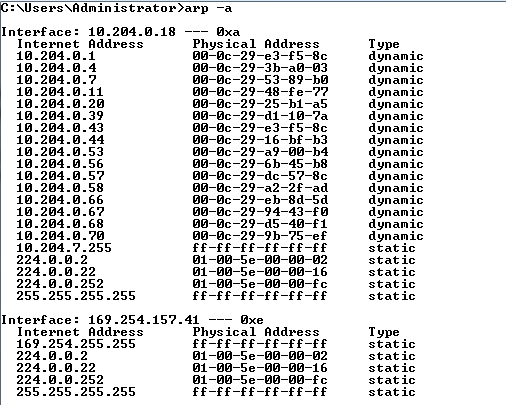 C:\Users\Administrator>arp -a
Interface: 10.204.0.18 --- 0xa
Internet Address Physical Address Type
10.204.0.1 00-0c-29-e3-f5-8c dynamic
10.204.0.4 00-0c-29-3b-a0-03 dynamic
10.204.0.7 00-0c-29-53-89-b0 dynamic
10.204.0.11 00-0c-29-48-fe-77 dynamic
10.204.0.20 00-0c-29-25-b1-a5 dynamic
10.204.0.39 00-0c-29-d1-10-7a dynamic
10.204.0.43 00-0c-29-e3-f5-8c dynamic
10.204.0.44 00-0c-29-16-bf-b3 dynamic
10.204.0.53 00-0c-29-a9-00-b4 dynamic
10.204.0.56 00-0c-29-6b-45-b8 dynamic
10.204.0.57 00-0c-29-dc-57-8c dynamic
10.204.0.58 00-0c-29-a2-2f-ad dynamic
10.204.0.66 00-0c-29-eb-8d-5d dynamic
10.204.0.67 00-0c-29-94-43-f0 dynamic
10.204.0.68 00-0c-29-d5-40-f1 dynamic
10.204.0.70 00-0c-29-9b-75-ef dynamic
10.204.7.255 ff-ff-ff-ff-ff-ff static
224.0.0.2 01-00-5e-00-00-02 static
224.0.0.22 01-00-5e-00-00-16 static
224.0.0.252 01-00-5e-00-00-fc static
255.255.255.255 ff-ff-ff-ff-ff-ff static
Interface: 169.254.157.41 --- 0xe
Internet Address Physical Address Type
169.254.255.255 ff-ff-ff-ff-ff-ff static
224.0.0.2 01-00-5e-00-00-02 static
224.0.0.22 01-00-5e-00-00-16 static
224.0.0.252 01-00-5e-00-00-fc static
255.255.255.255 ff-ff-ff-ff-ff-ff static